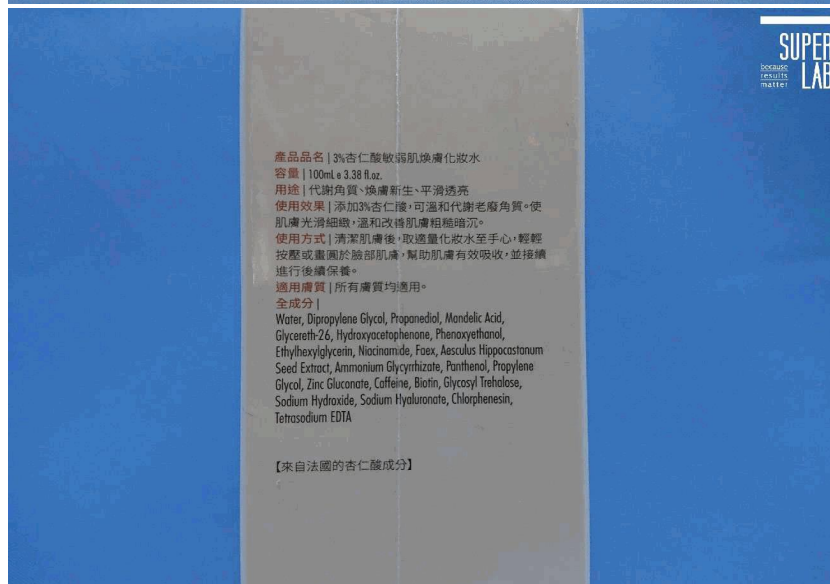 SUPER
LAB
because
results
matter
產品品名 | 3%杏仁酸敏弱肌煥膚化妝水
容量 | 100mL e 3.38 fl.oz.
用途 | 代謝角質、煥膚新生、平滑透亮
使用效果 | 添加3%杏仁酸,可溫和代謝老廢角質。使
肌膚光滑細緻,溫和改善肌膚粗糙暗沉。
使用方式 | 清潔肌膚後,取適量化妝水至手心,輕輕
按壓或畫圓於臉部肌膚,幫助肌膚有效吸收,並接續
進行後續保養。
適用膚質 | 所有膚質均適用。
全成分 |
Water, Dipropylene Glycol, Propanediol, Mandelic Acid,
Glycereth-26, Hydroxyacetophenone, Phenoxyethanol,
Ethylhexylglycerin, Niacinamide, Faex, Aesculus Hippocastanum
Seed Extract, Ammonium Glycyrrhizate, Panthenol, Propylene
Glycol, Zinc Gluconate, Caffeine, Biotin, Glycosyl Trehalose,
Sodium Hydroxide, Sodium Hyaluronate, Chlorphenesin,
Tetrasodium EDTA
【來自法國的杏仁酸成分】